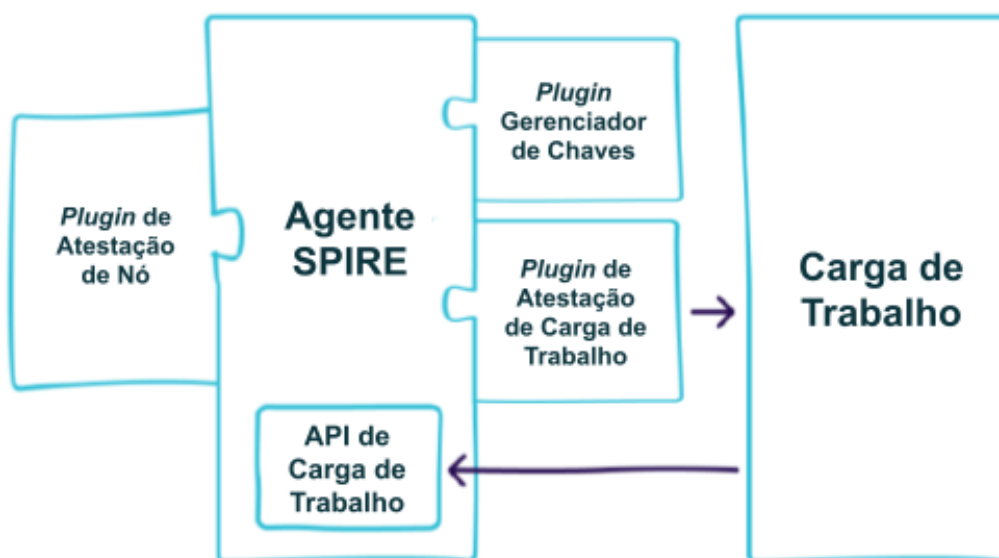 Plugin de
Atestação
de Nó
Agente
SPIRE
Plugin
Gerenciador
de Chaves
Plugin de
Atestação
de Carga de
Trabalho
API de
Carga de
Trabalho
Carga de
Trabalho